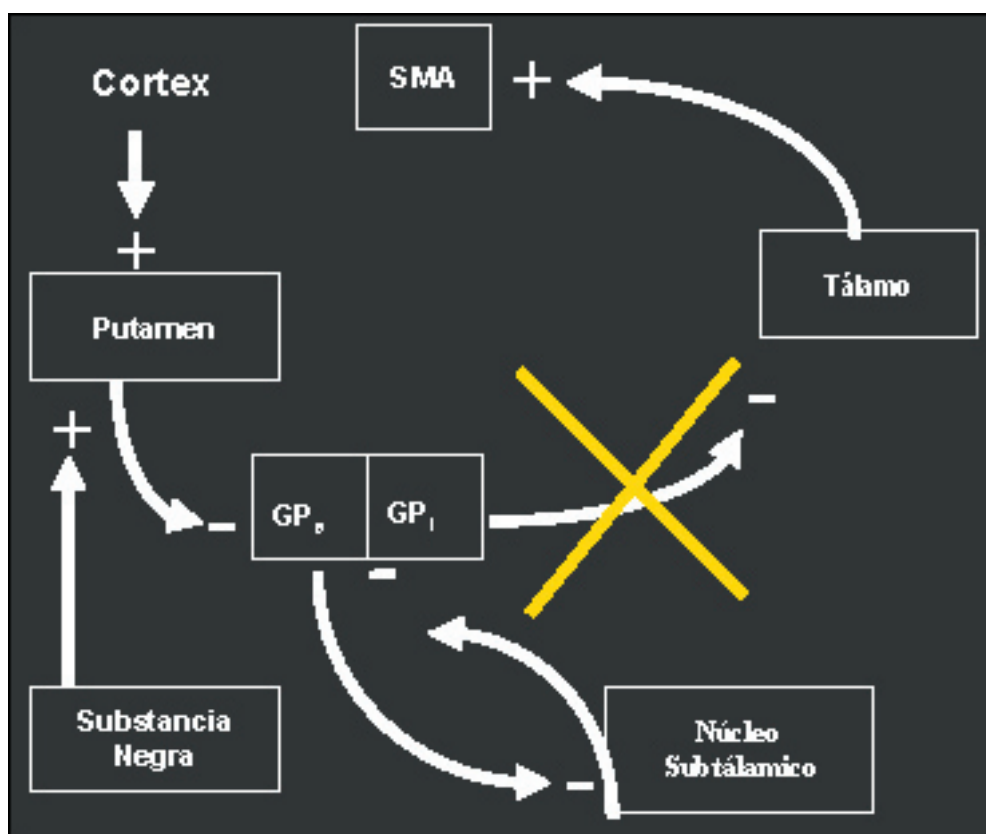 SMA
+
Cortex
+
Tálamo
Putamen
-
+
-
GPe
GPi
-
Substancia
Negra
Núcleo
Subtálamico
-